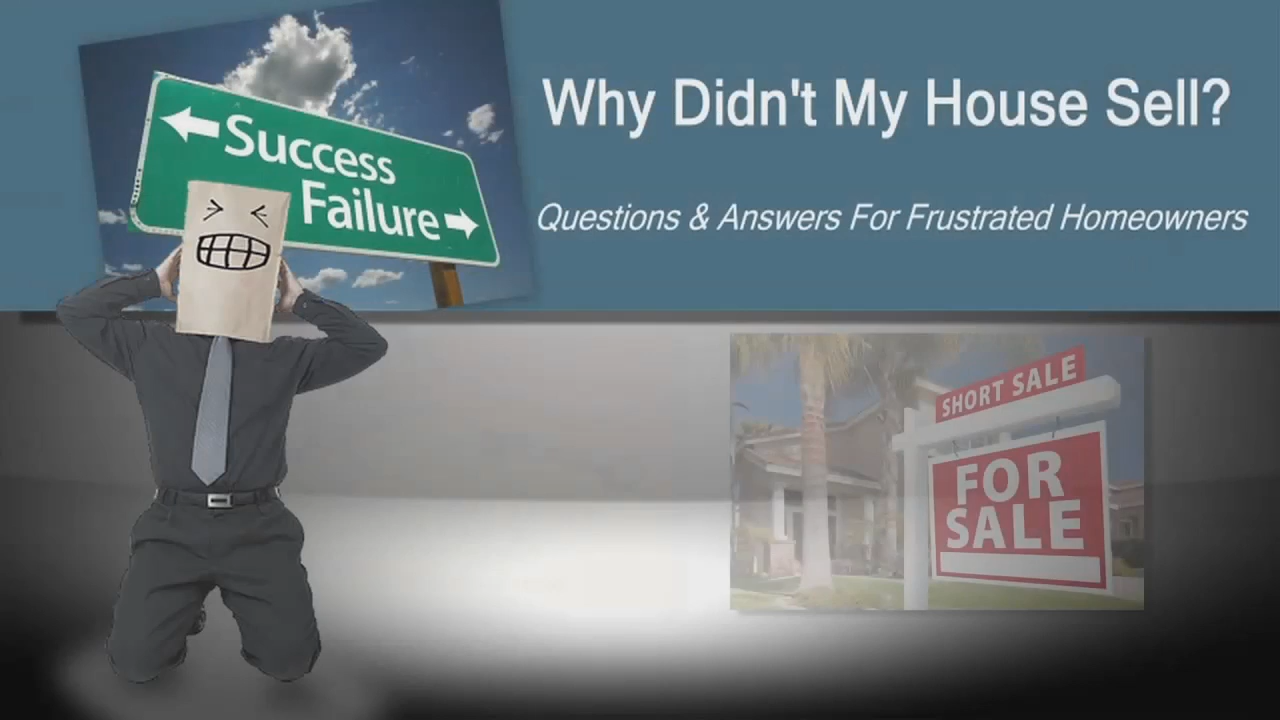 Why Didn't My House Sell?
Questions & Answers For Frustrated Homeowners
Success
Failure
SHORT SALE
FOR
SALE